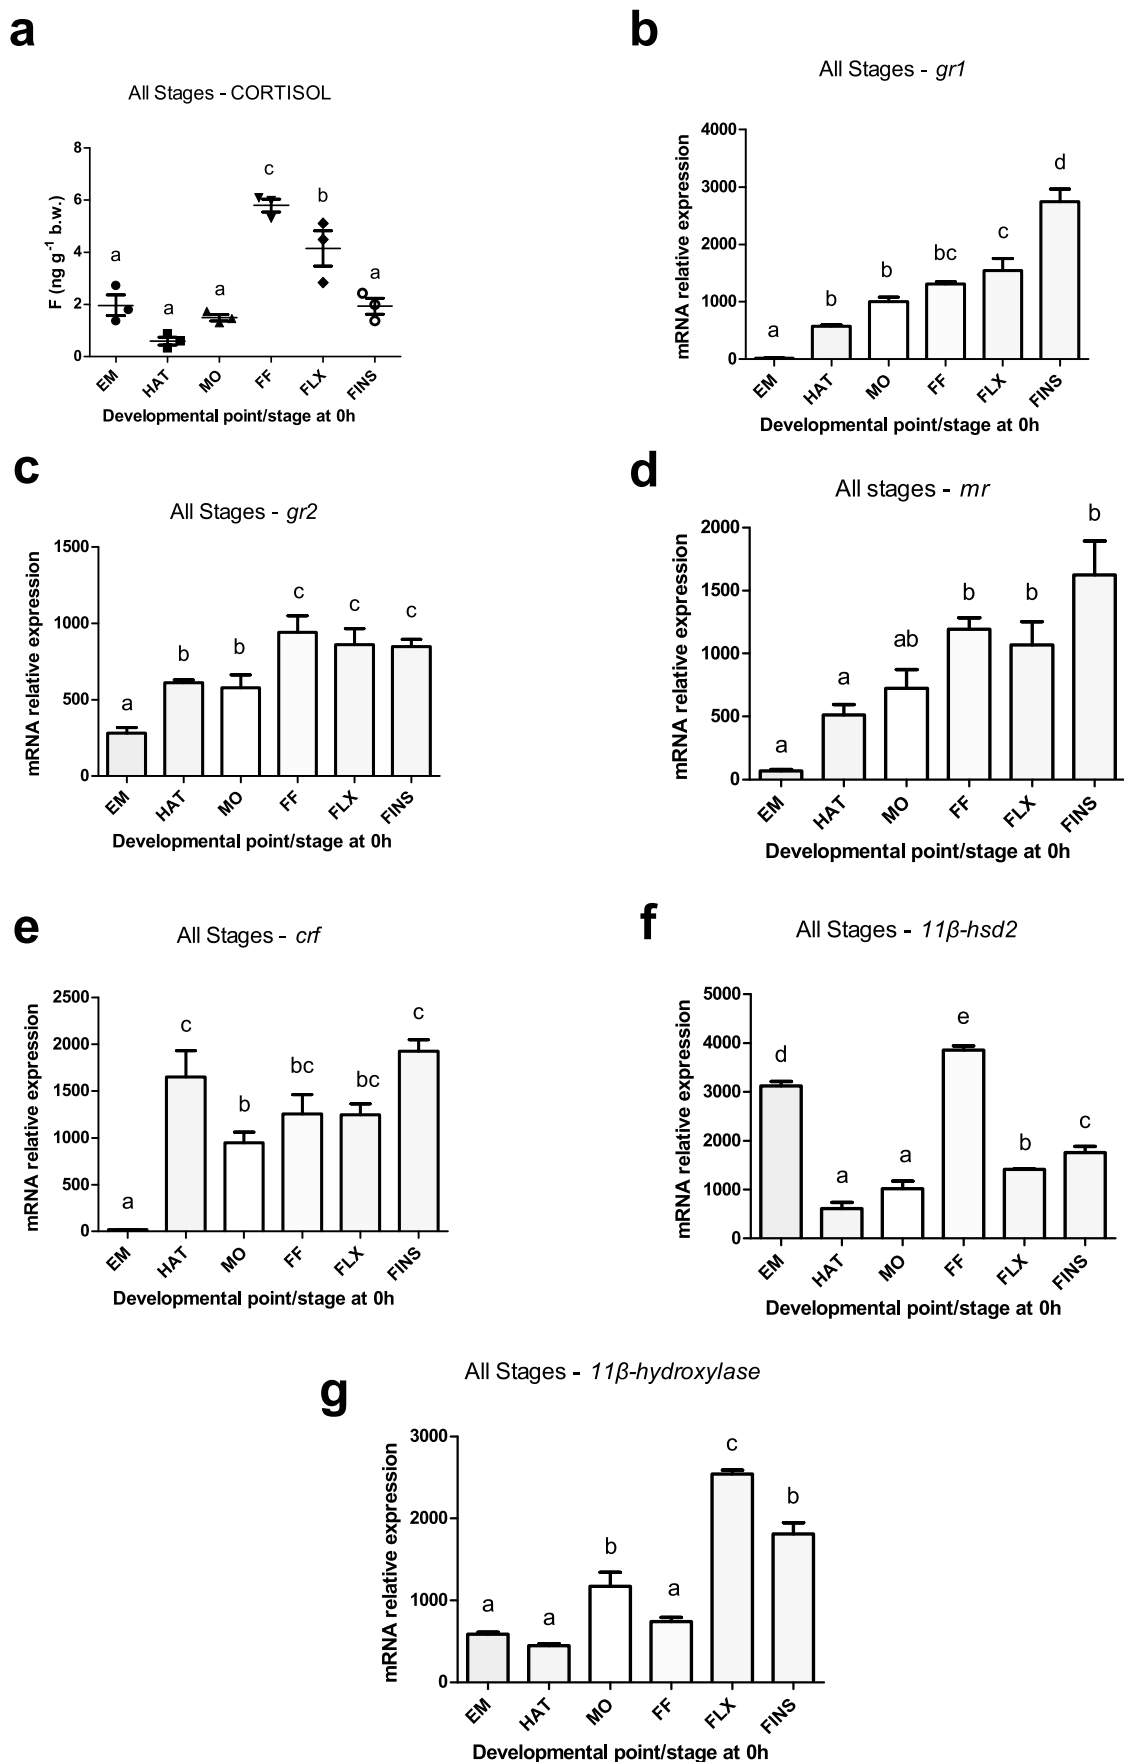 a
All Stages - CORTISOL
F (ng g⁻¹ b.w.)
8
6
4
2
0
a
a
a
c
b
a
EM
HAT
MO
FF
FLX
FINS
Developmental point/stage at 0h
b
All Stages - gr1
mRNA relative expression
4000
3000
2000
1000
0
a
b
b
bc
c
d
EM
HAT
MO
FF
FLX
FINS
Developmental point/stage at 0h
c
All Stages - gr2
mRNA relative expression
1500
1000
500
0
a
b
b
c
c
c
EM
HAT
MO
FF
FLX
FINS
Developmental point/stage at 0h
d
All stages - mr
mRNA relative expression
2000
1500
1000
500
0
a
a
ab
b
b
b
EM
HAT
MO
FF
FLX
FINS
Developmental point/stage at 0h
e
All Stages - crf
mRNA relative expression
2500
2000
1500
1000
500
0
a
c
b
bc
bc
c
EM
HAT
MO
FF
FLX
FINS
Developmental point/stage at 0h
f
All Stages - 11β-hsd2
mRNA relative expression
5000
4000
3000
2000
1000
0
d
a
a
e
b
c
EM
HAT
MO
FF
FLX
FINS
Developmental point/stage at 0h
g
All Stages - 11β-hydroxylase
mRNA relative expression
3000
2000
1000
0
a
a
b
a
c
b
EM
HAT
MO
FF
FLX
FINS
Developmental point/stage at 0h